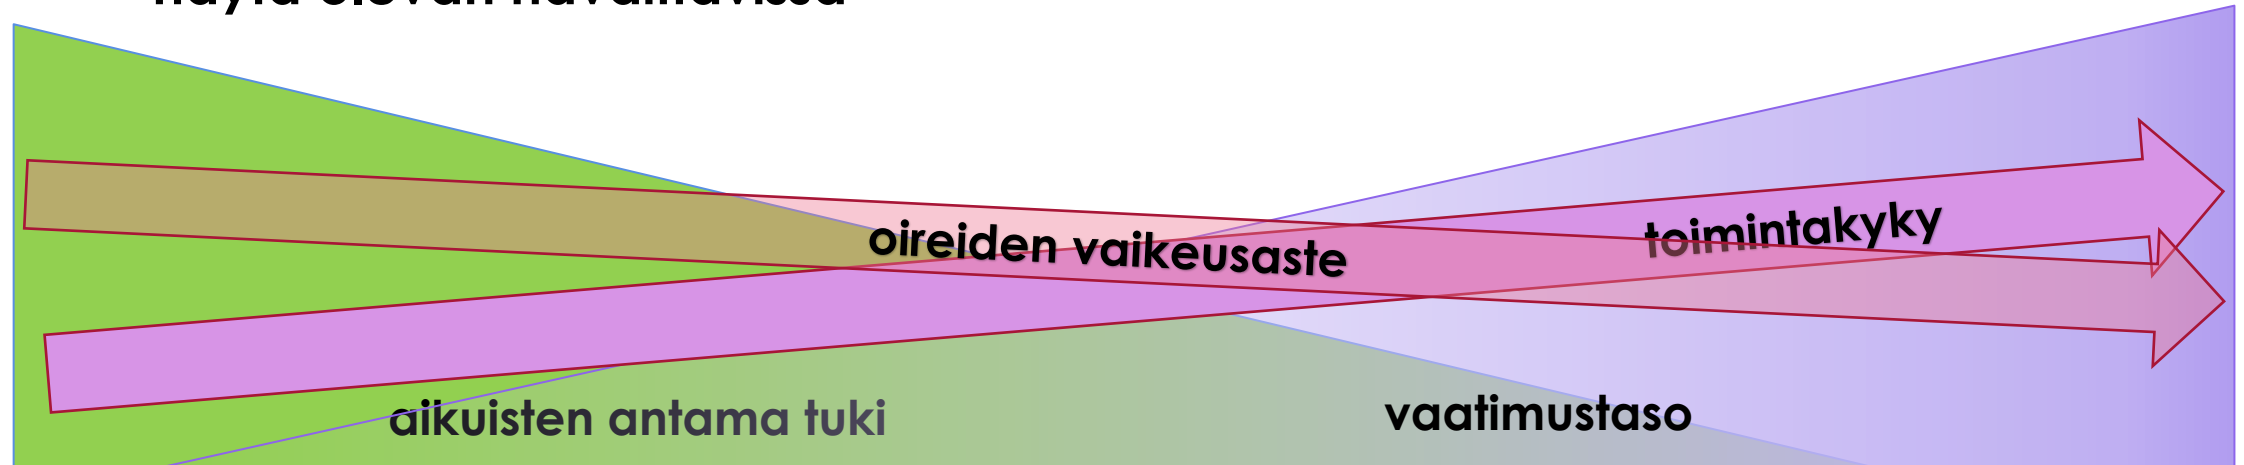 oireiden vaikeusaste
toimintakyky
aikuisten antama tuki
vaatimustaso